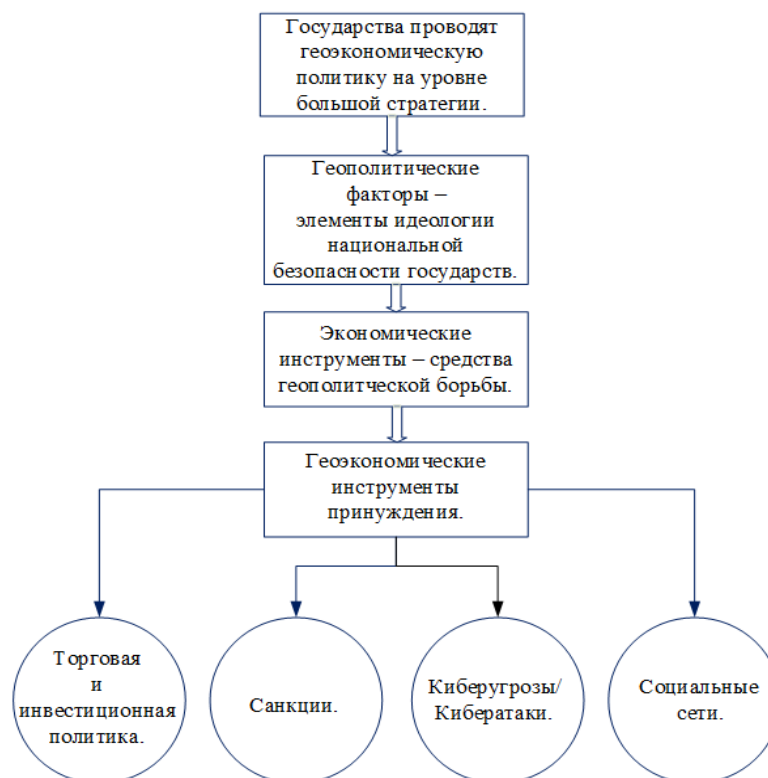 Государства проводят
геоэкономическую
политику на уровне
большой стратегии.
Геополитические
факторы –
элементы идеологии
национальной
безопасности государств.
Экономические
инструменты – средства
геополитческой борьбы.
Геоэкономические
инструменты
принуждения.
Торговая
и
инвестиционная
политика.
Санкции.
Киберугрозы/
Кибератаки.
Социальные
сети.